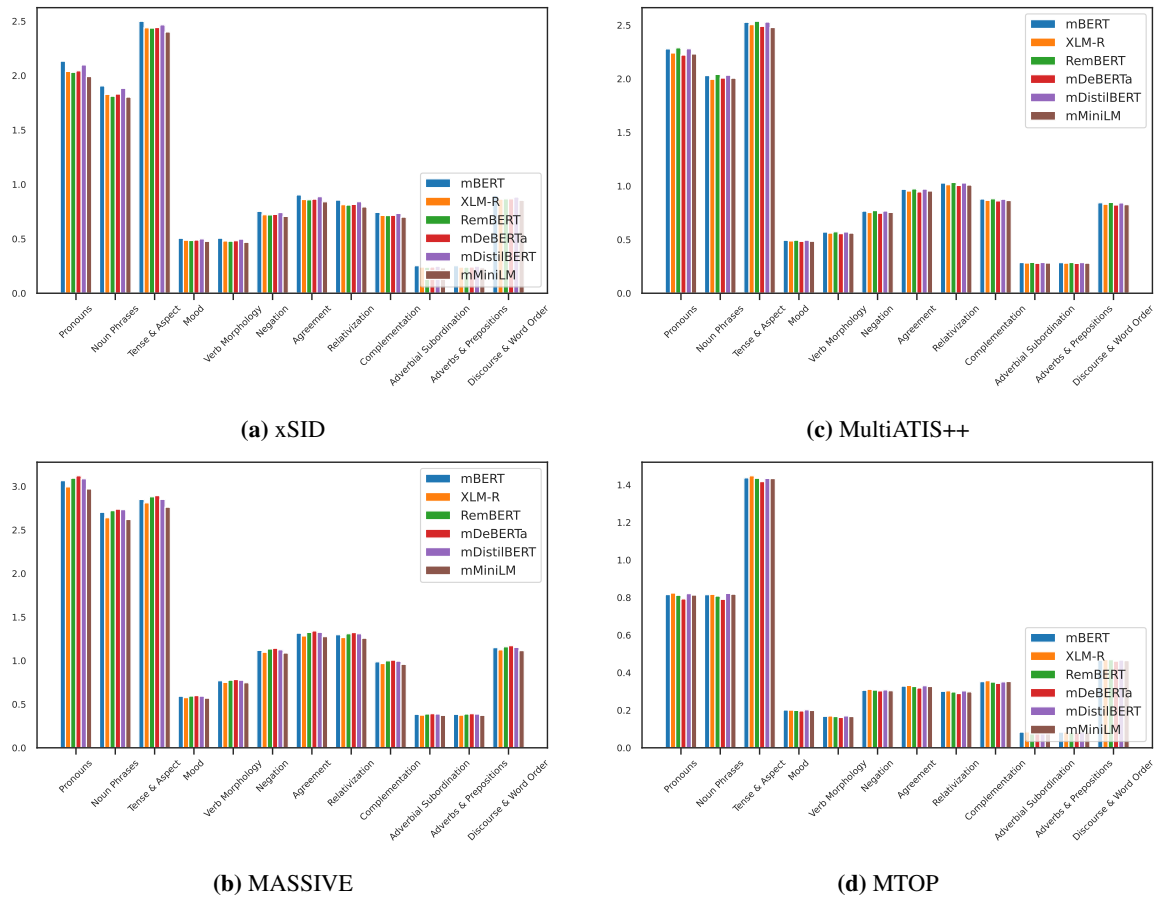 2.5
2.0
1.5
1.0
0.5
0.0
mBERT
XLM-R
RemBERT
mDeBERTa
mDistilBERT
mMiniLM
Pronouns
Noun Phrases
Tense & Aspect
Mood
Verb Morphology
Negation
Agreement
Relativization
Complementation
Adverbial Subordination
Adverbs & Prepositions
Discourse & Word Order
(a) xSID
2.5
2.0
1.5
1.0
0.5
0.0
mBERT
XLM-R
RemBERT
mDeBERTa
mDistilBERT
mMiniLM
Pronouns
Noun Phrases
Tense & Aspect
Mood
Verb Morphology
Negation
Agreement
Relativization
Complementation
Adverbial Subordination
Adverbs & Prepositions
Discourse & Word Order
(c) MultiATIS++
3.0
2.5
2.0
1.5
1.0
0.5
0.0
mBERT
XLM-R
RemBERT
mDeBERTa
mDistilBERT
mMiniLM
Pronouns
Noun Phrases
Tense & Aspect
Mood
Verb Morphology
Negation
Agreement
Relativization
Complementation
Adverbial Subordination
Adverbs & Prepositions
Discourse & Word Order
(b) MASSIVE
1.4
1.2
1.0
0.8
0.6
0.4
0.2
0.0
mBERT
XLM-R
RemBERT
mDeBERTa
mDistilBERT
mMiniLM
Pronouns
Noun Phrases
Tense & Aspect
Mood
Verb Morphology
Negation
Agreement
Relativization
Complementation
Adverbial Subordination
Adverbs & Prepositions
Discourse & Word Order
(d) MTOP